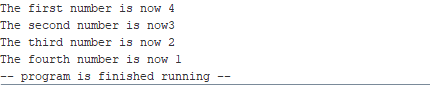 The first number is now 4
The second number is now3
The third number is now 2
The fourth number is now 1
-- program is finished running --